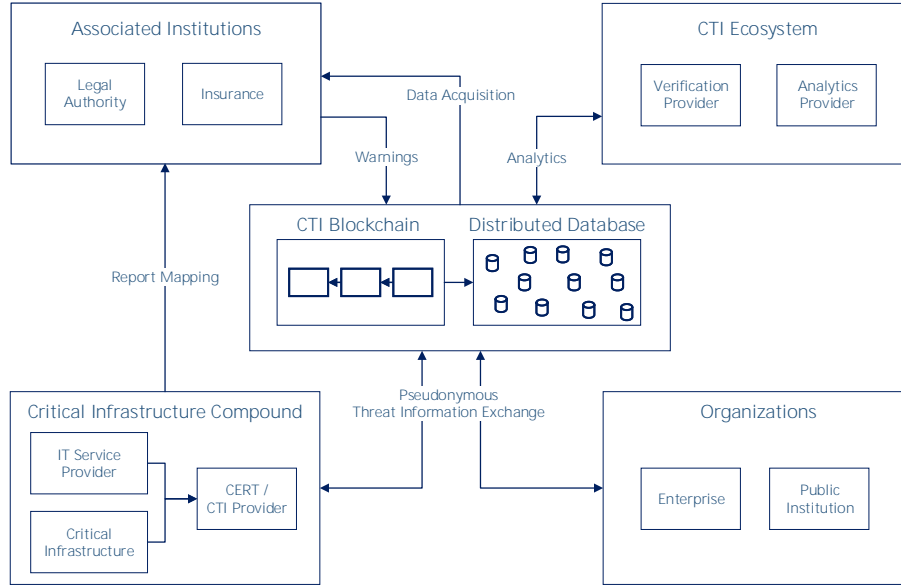 Associated Institutions
Legal
Authority
Insurance
CTI Ecosystem
Verification
Provider
Analytics
Provider
Data Acquisition
Warnings
Analytics
CTI Blockchain
Distributed Database
Report Mapping
Pseudonymous
Threat Information Exchange
Critical Infrastructure Compound
IT Service
Provider
Critical
Infrastructure
CERT /
CTI Provider
Organizations
Enterprise
Public
Institution